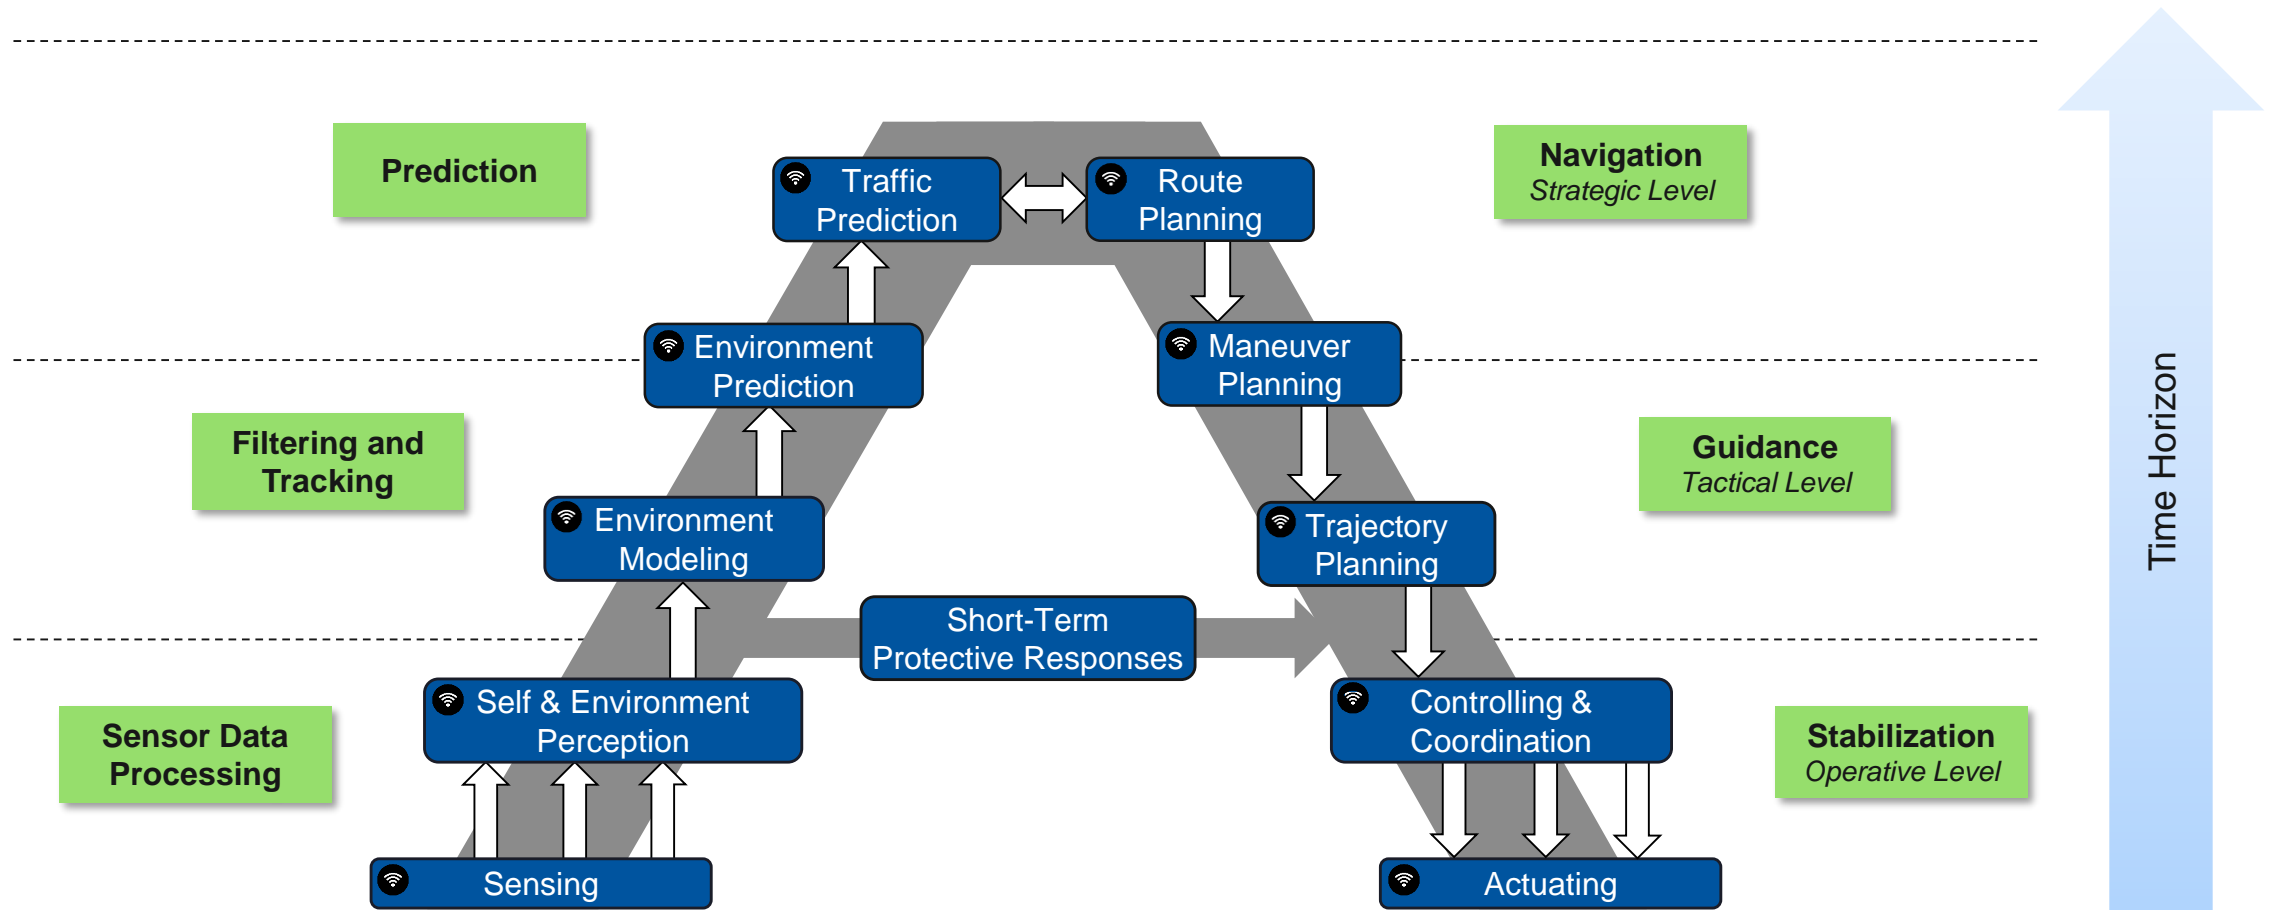 Prediction
Traffic
Prediction
Route
Planning
Navigation
Strategic Level
Environment
Prediction
Maneuver
Planning
Filtering and
Tracking
Guidance
Tactical Level
Time Horizon
Environment
Modeling
Trajectory
Planning
Short-Term
Protective Responses
Self & Environment
Perception
Controlling &
Coordination
Sensor Data
Processing
Stabilization
Operative Level
Sensing
Actuating